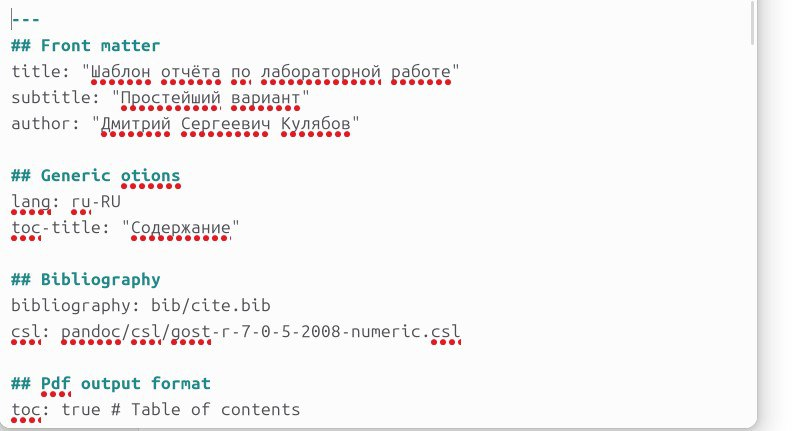 ---
## Front matter
title: "Шаблон отчёта по лабораторной работе"
subtitle: "Простейший вариант"
author: "Дмитрий Сергеевич Кулябов"
## Generic otions
lang: ru-RU
toc-title: "Содержание"
## Bibliography
bibliography: bib/cite.bib
csl: pandoc/csl/gost-r-7-0-5-2008-numeric.csl
## Pdf output format
toc: true # Table of contents